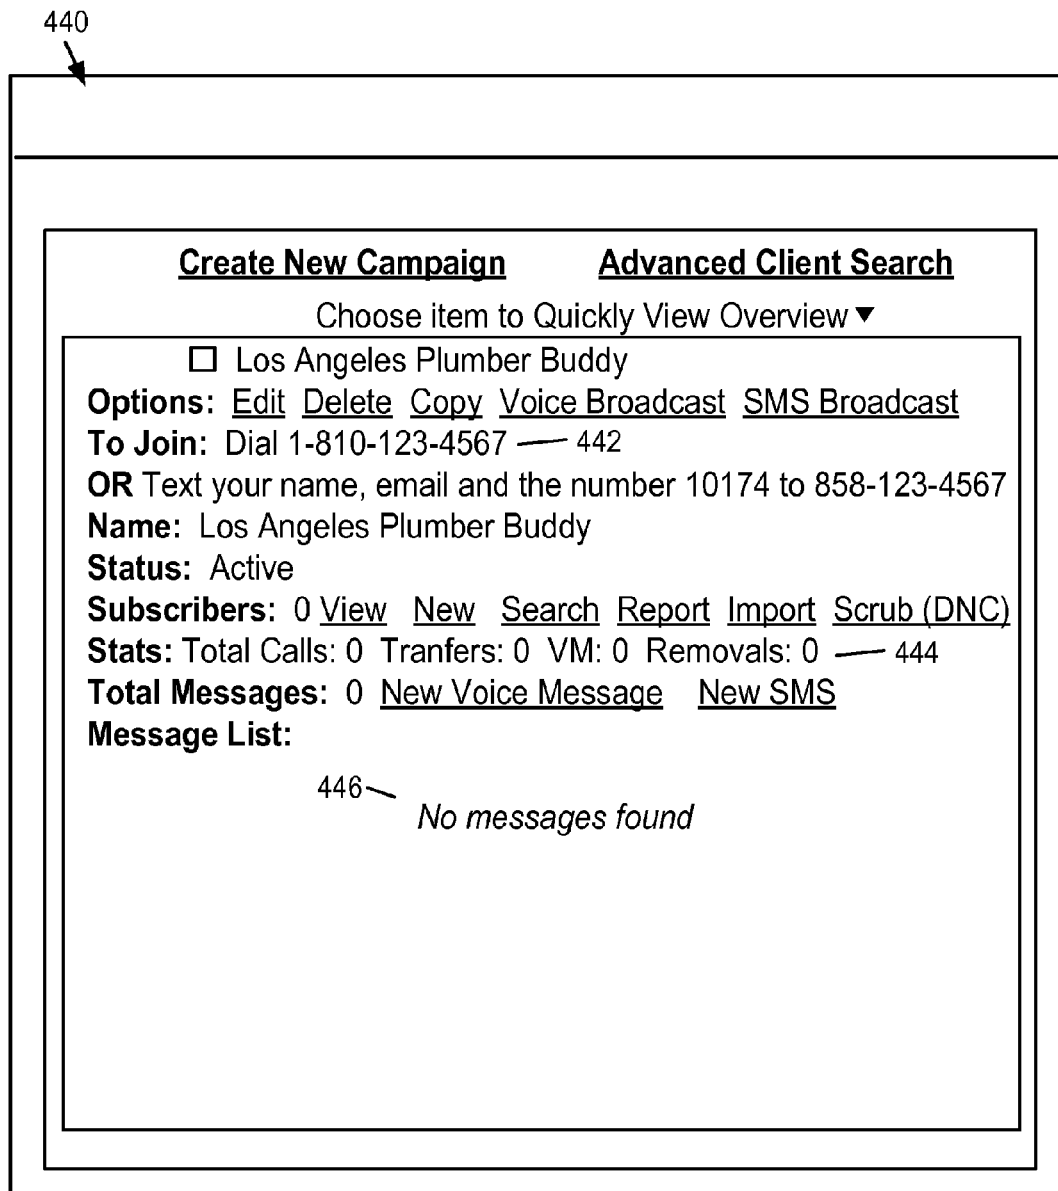 440
Create New Campaign Advanced Client Search
Choose item to Quickly View Overview ▼
☐ Los Angeles Plumber Buddy
Options: Edit Delete Copy Voice Broadcast SMS Broadcast
To Join: Dial 1-810-123-4567 442
OR Text your name, email and the number 10174 to 858-123-4567
Name: Los Angeles Plumber Buddy
Status: Active
Subscribers: 0 View New Search Report Import Scrub (DNC)
Stats: Total Calls: 0 Tranfers: 0 VM: 0 Removals: 0 444
Total Messages: 0 New Voice Message New SMS
Message List:
446
No messages found